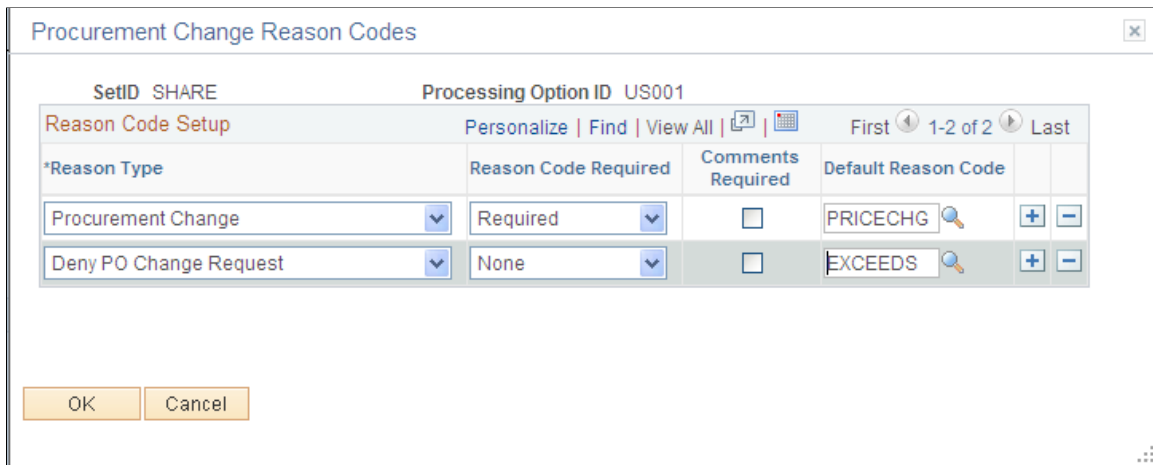 Procurement Change Reason Codes
SetID SHARE Processing Option ID US001
Reason Code Setup Personalize | Find | View All | | First 1-2 of 2 Last
*Reason Type Reason Code Required Comments Required Default Reason Code
Procurement Change Required PRICECHG
Deny PO Change Request None EXCEEDS
OK Cancel